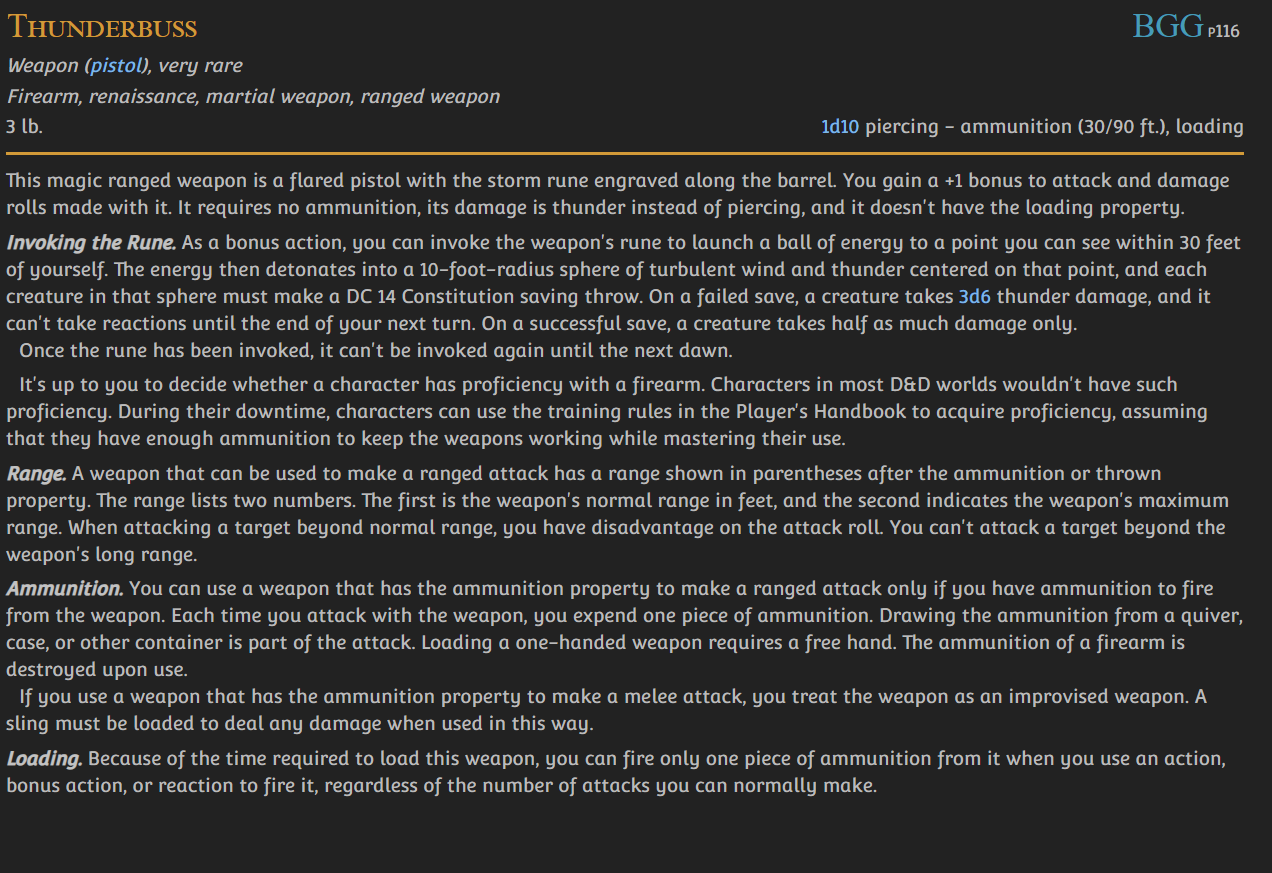 Thunderbuss
BGG P116
Weapon (pistol), very rare
Firearm, renaissance, martial weapon, ranged weapon
3 lb.
1d10 piercing - ammunition (30/90 ft.), loading
This magic ranged weapon is a flared pistol with the storm rune engraved along the barrel. You gain a +1 bonus to attack and damage
rolls made with it. It requires no ammunition, its damage is thunder instead of piercing, and it doesn't have the loading property.
Invoking the Rune. As a bonus action, you can invoke the weapon's rune to launch a ball of energy to a point you can see within 30 feet
of yourself. The energy then detonates into a 10-foot-radius sphere of turbulent wind and thunder centered on that point, and each
creature in that sphere must make a DC 14 Constitution saving throw. On a failed save, a creature takes 3d6 thunder damage, and it
can't take reactions until the end of your next turn. On a successful save, a creature takes half as much damage only.
Once the rune has been invoked, it can't be invoked again until the next dawn.
It's up to you to decide whether a character has proficiency with a firearm. Characters in most D&D worlds wouldn't have such
proficiency. During their downtime, characters can use the training rules in the Player's Handbook to acquire proficiency, assuming
that they have enough ammunition to keep the weapons working while mastering their use.
Range. A weapon that can be used to make a ranged attack has a range shown in parentheses after the ammunition or thrown
property. The range lists two numbers. The first is the weapon's normal range in feet, and the second indicates the weapon's maximum
range. When attacking a target beyond normal range, you have disadvantage on the attack roll. You can't attack a target beyond the
weapon's long range.
Ammunition. You can use a weapon that has the ammunition property to make a ranged attack only if you have ammunition to fire
from the weapon. Each time you attack with the weapon, you expend one piece of ammunition. Drawing the ammunition from a quiver,
case, or other container is part of the attack. Loading a one-handed weapon requires a free hand. The ammunition of a firearm is
destroyed upon use.
If you use a weapon that has the ammunition property to make a melee attack, you treat the weapon as an improvised weapon. A
sling must be loaded to deal any damage when used in this way.
Loading. Because of the time required to load this weapon, you can fire only one piece of ammunition from it when you use an action,
bonus action, or reaction to fire it, regardless of the number of attacks you can normally make.